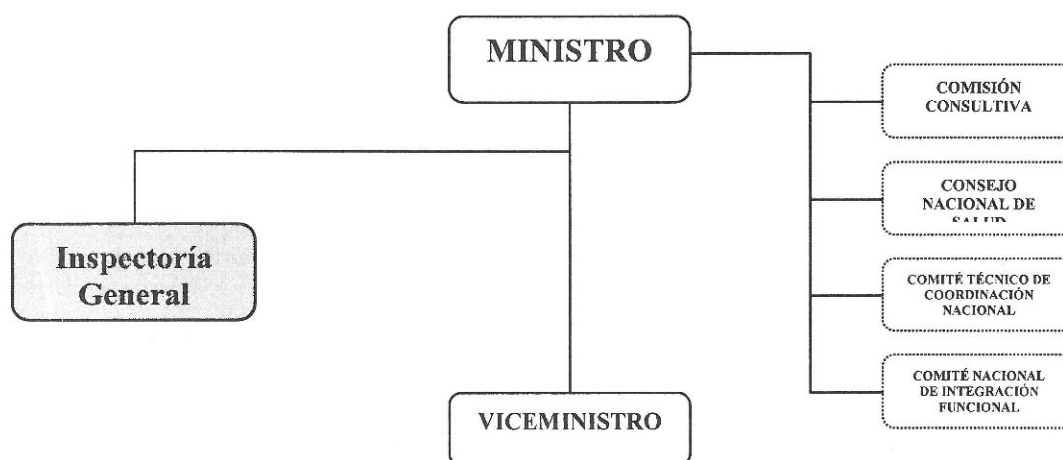 MINISTRO
COMISIÓN
CONSULTIVA
CONSEJO
NACIONAL DE
SALUD
Inspectoría
General
COMITÉ TÉCNICO DE
COORDINACIÓN
NACIONAL
COMITÉ NACIONAL
DE INTEGRACIÓN
FUNCIONAL
VICEMINISTRO